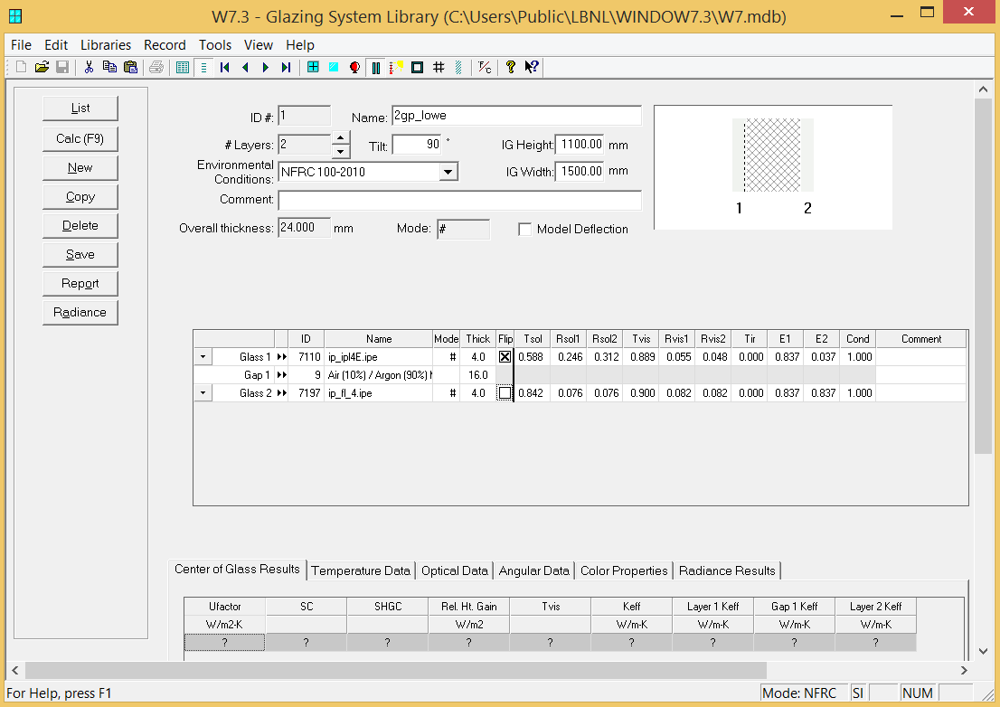 W7.3 - Glazing System Library (C:\Users\Public\LBNL\WINDOW7.3\W7.mdb)
File Edit Libraries Record Tools View Help
List
Calc (F9)
New
Copy
Delete
Save
Report
Radiance
ID #: 1 Name: 2gp_lowe
# Layers: 2 Tilt: 90 ° IG Height: 1100.00 mm
Environmental Conditions: NFRC 100-2010 IG Width: 1500.00 mm
Comment:
Overall thickness: 24.000 mm Mode: # Model Deflection
1 2
ID Name Mode Thick Flip Tsol Rsol1 Rsol2 Tvis Rvis1 Rvis2 Tir E1 E2 Cond Comment
Glass 1 7110 ip_ipl4E.ipe # 4.0 0.588 0.246 0.312 0.889 0.055 0.048 0.000 0.837 0.037 1.000
Gap 1 9 Air (10%) / Argon (90%) 16.0
Glass 2 7197 ip_fl_4.ipe # 4.0 0.842 0.076 0.076 0.900 0.082 0.082 0.000 0.837 0.837 1.000
Center of Glass Results Temperature Data Optical Data Angular Data Color Properties Radiance Results
Ufactor SC SHGC Rel. Ht. Gain Tvis Keff Layer 1 Keff Gap 1 Keff Layer 2 Keff
W/m2-K W/m2 W/m-K W/m-K W/m-K W/m-K
? ? ? ? ? ? ? ? ?
For Help, press F1 Mode: NFRC SI NUM